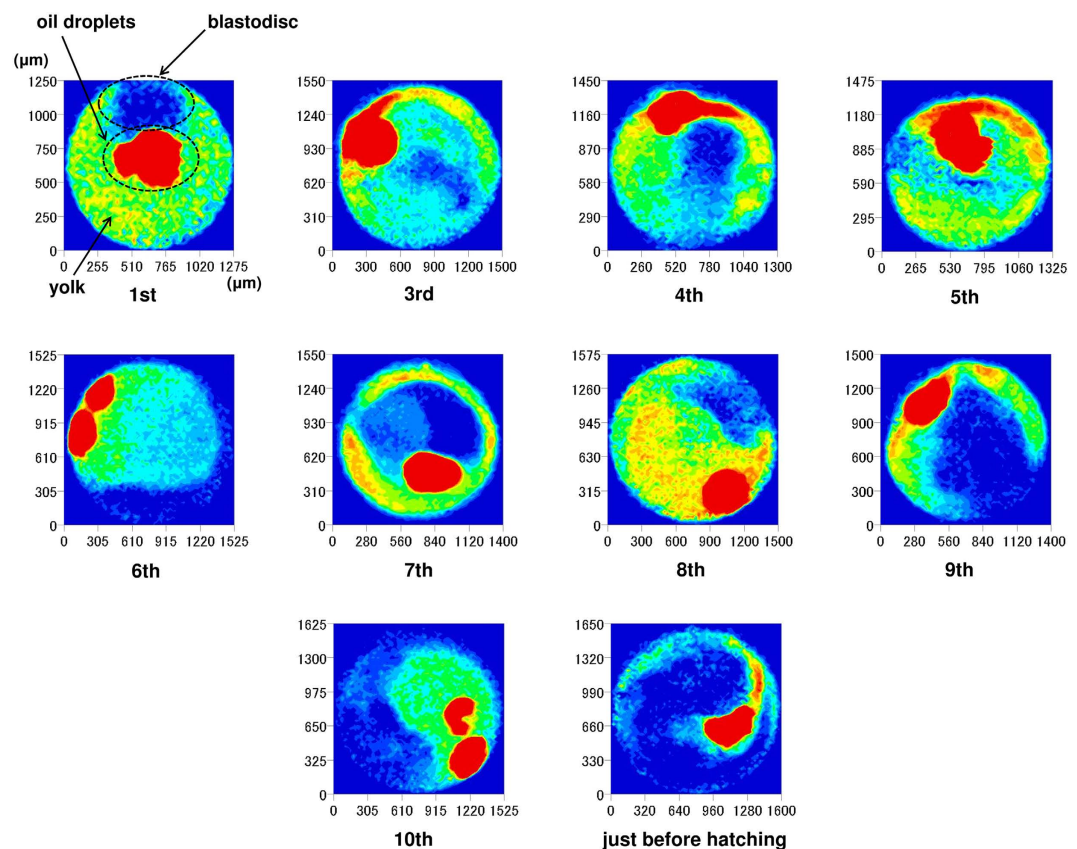 oil droplets
blastodisc
(μm)
1250
1000
750
500
250
0
0 255 510 765 1020 1275
(μm)
yolk
1st
1550
1240
930
620
310
0
0 300 600 900 1200 1500
3rd
1450
1160
870
580
290
0
0 260 520 780 1040 1300
4th
1475
1180
885
590
295
0
0 265 530 795 1060 1325
5th
1525
1220
915
610
305
0
0 305 610 915 1220 1525
6th
1550
1240
930
620
310
0
0 280 560 840 1120 1400
7th
1575
1260
945
630
315
0
0 300 600 900 1200 1500
8th
1500
1200
900
600
300
0
0 280 560 840 1120 1400
9th
1625
1300
975
650
325
0
0 305 610 915 1220 1525
10th
1650
1320
990
660
330
0
0 320 640 960 1280 1600
just before hatching